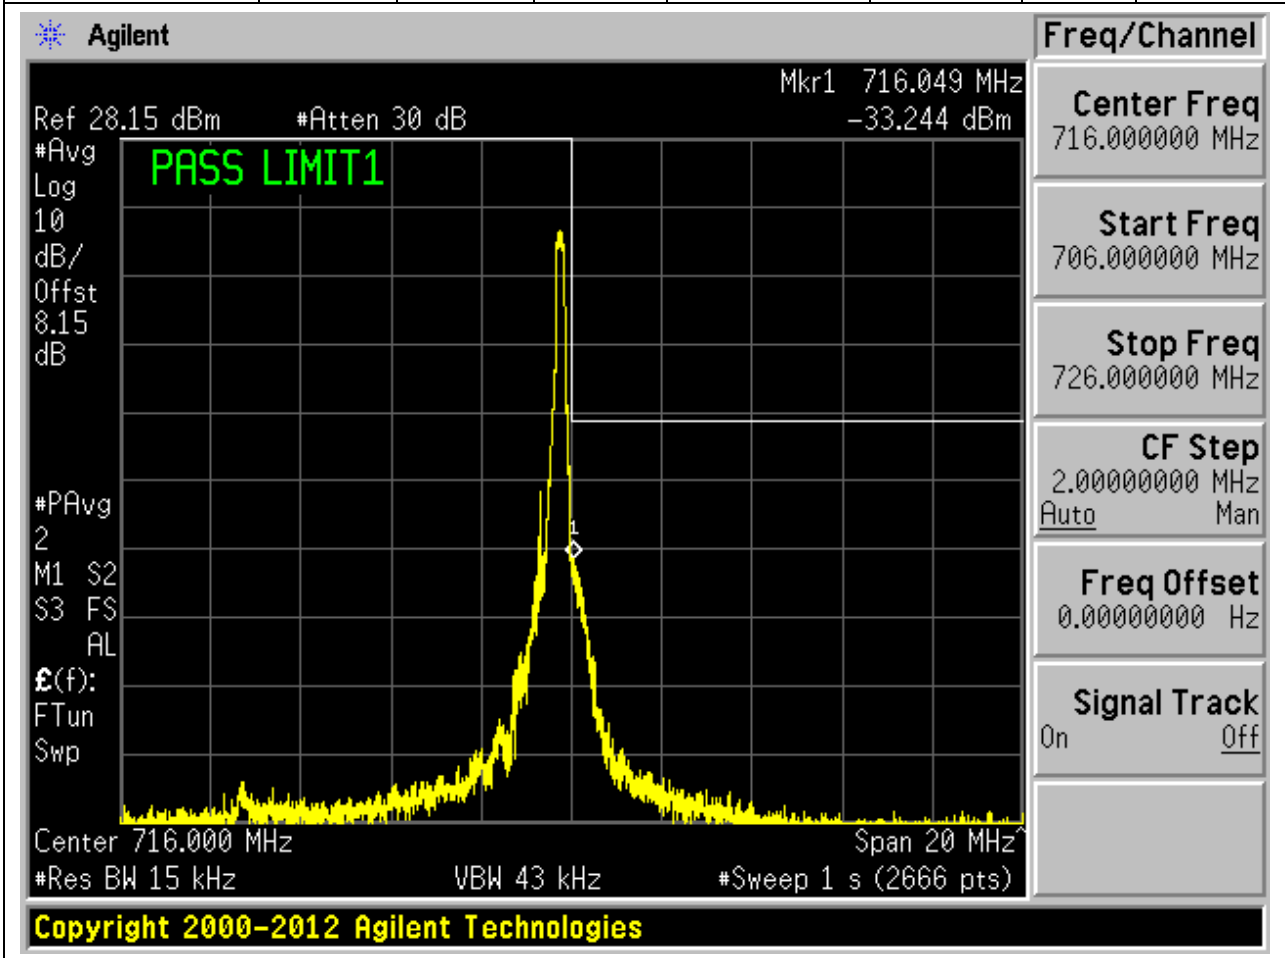 Agilent
Freq/Channel
Mkr1 716.049 MHz
Ref 28.15 dBm #Atten 30 dB -33.244 dBm
#Avg
Log
10
dB/
Offst
8.15
dB
PASS LIMIT1
1
#PAvg
2
M1 S2
S3 FS
AL
£(f):
FTun
Swp
Center 716.000 MHz Span 20 MHz^
#Res BW 15 kHz VBW 43 kHz #Sweep 1 s (2666 pts)
Center Freq
716.000000 MHz
Start Freq
706.000000 MHz
Stop Freq
726.000000 MHz
CF Step
2.00000000 MHz
Auto Man
Freq Offset
0.00000000 Hz
Signal Track
On Off
Copyright 2000-2012 Agilent Technologies